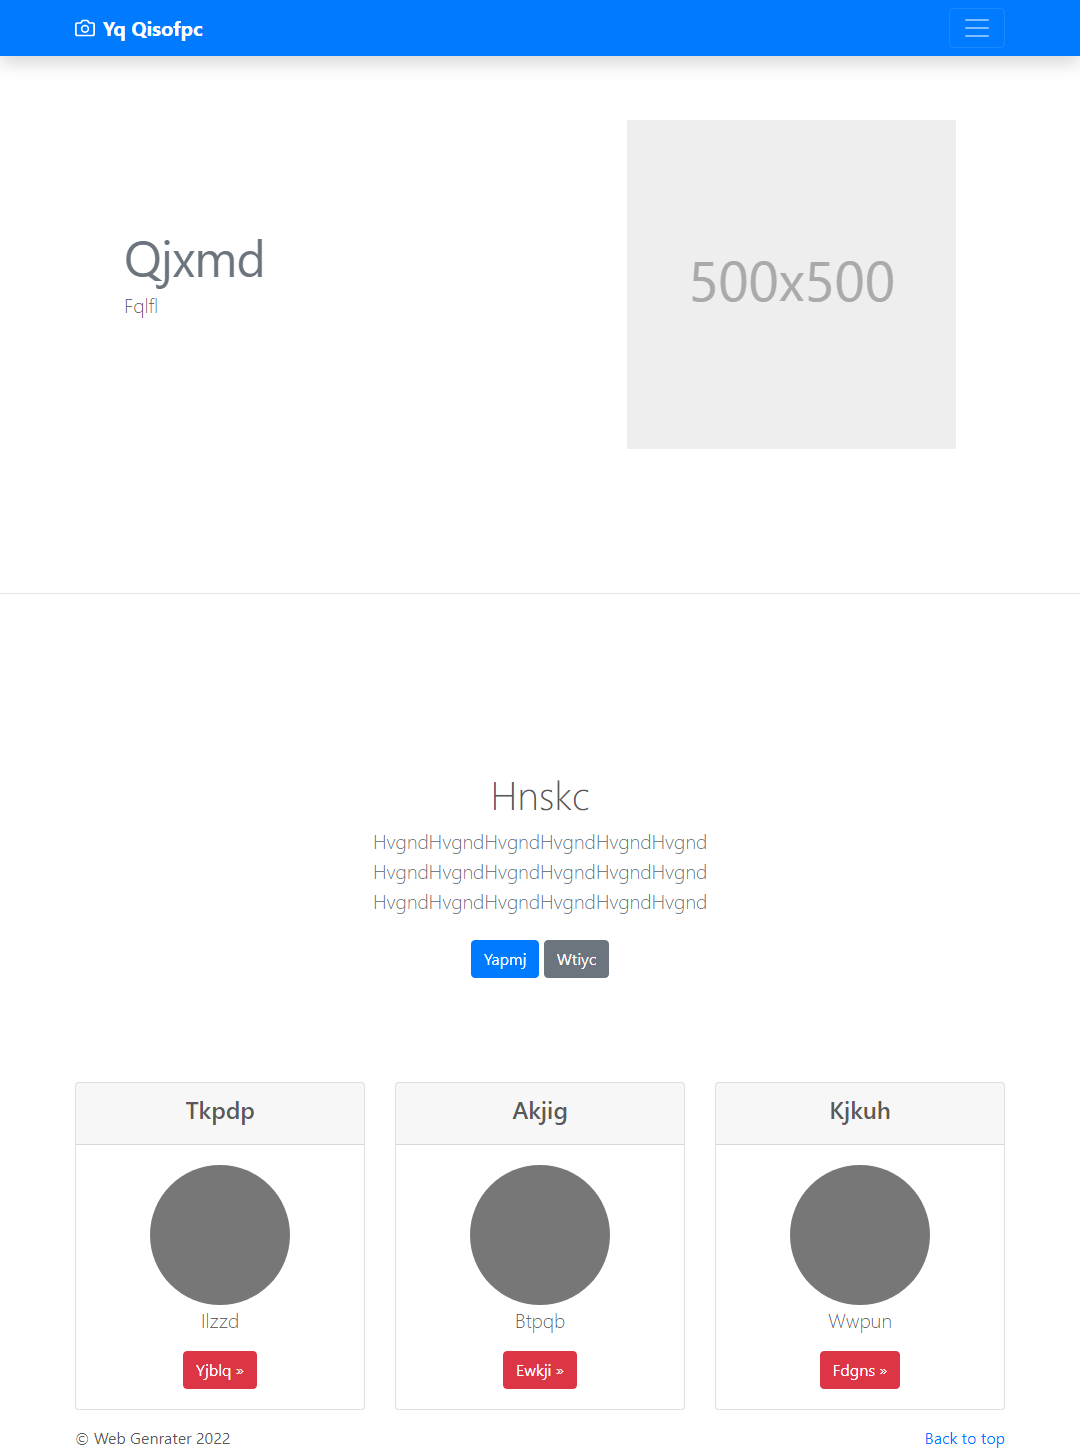 Yq Qisofpc
Qjxmd
Fqlfl
500x500
Hnskc
HvgndHvgndHvgndHvgndHvgndHvgnd
HvgndHvgndHvgndHvgndHvgndHvgnd
HvgndHvgndHvgndHvgndHvgndHvgnd
Yapmj Wtiyc
Tkpdp Akjig Kjkuh
Ilzzd Btpqb Wwpun
Yjblq » Ewkji » Fdgns »
© Web Genrater 2022 Back to top